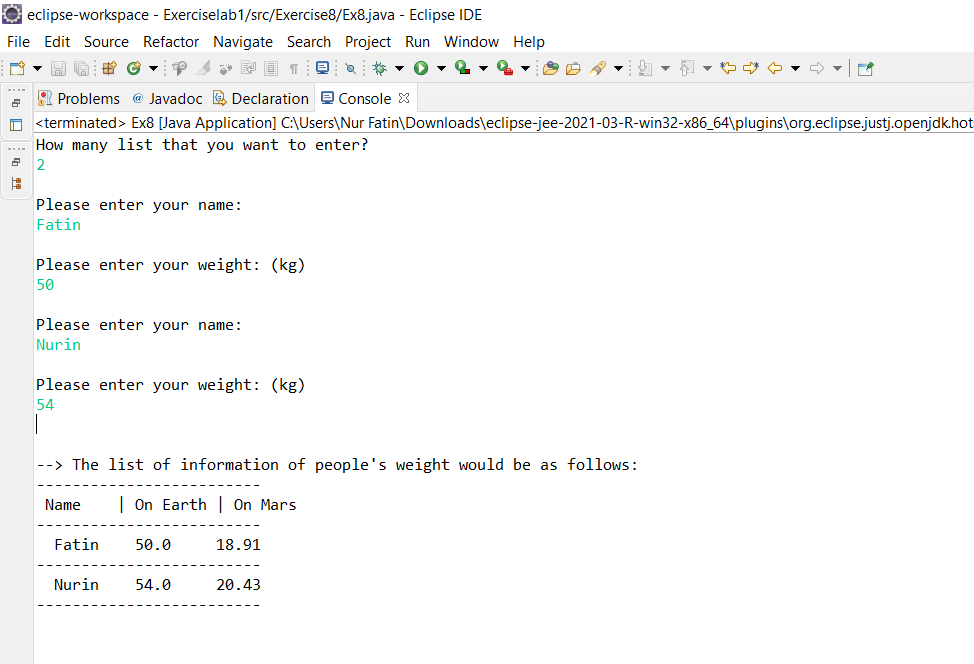 eclipse-workspace - Exerciselab1/src/Exercise8/Ex8.java - Eclipse IDE
File Edit Source Refactor Navigate Search Project Run Window Help
Problems @ Javadoc Declaration Console
<terminated> Ex8 [Java Application] C:\Users\Nur Fatin\Downloads\eclipse-jee-2021-03-R-win32-x86_64\plugins\org.eclipse.justj.openjdk.hot
How many list that you want to enter?
2
Please enter your name:
Fatin
Please enter your weight: (kg)
50
Please enter your name:
Nurin
Please enter your weight: (kg)
54
--> The list of information of people's weight would be as follows:
-------------------------
Name | On Earth | On Mars
-------------------------
Fatin 50.0 18.91
-------------------------
Nurin 54.0 20.43
-------------------------